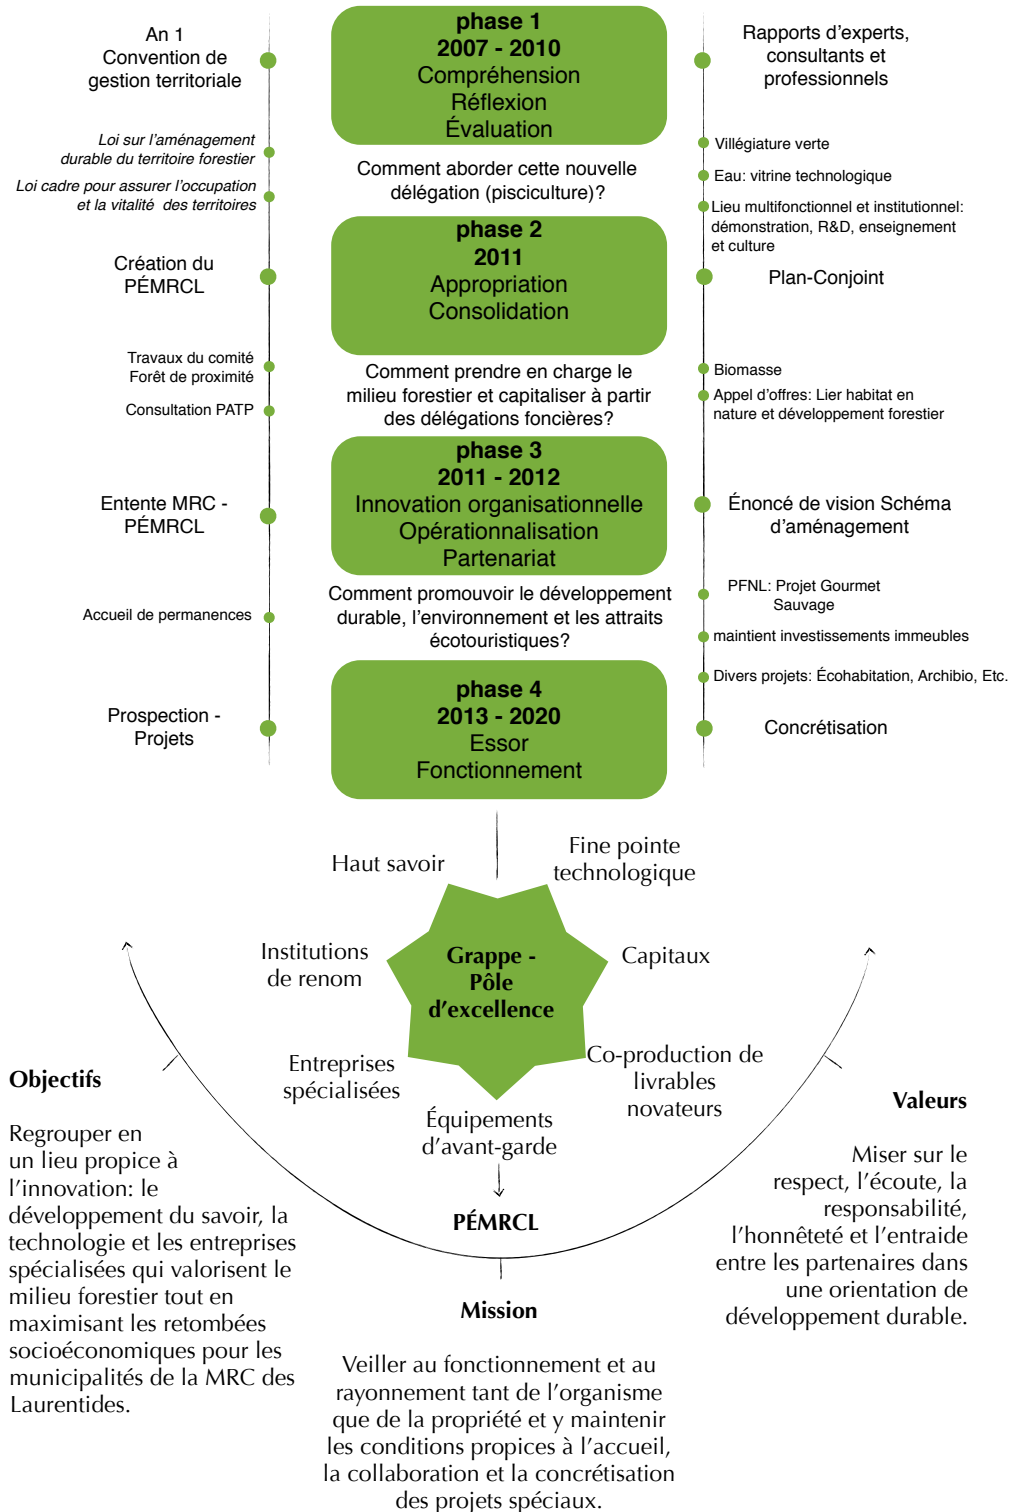 An 1
Convention de
gestion territoriale
Loi sur l'aménagement
durable du territoire forestier
Loi cadre pour assurer l'occupation
et la vitalité des territoires
Création du
PÉMRCL
Travaux du comité
Forêt de proximité
Consultation PATP
Entente MRC -
PÉMRCL
Accueil de permanences
Prospection -
Projets
phase 1
2007 - 2010
Compréhension
Réflexion
Évaluation
Comment aborder cette nouvelle
délégation (pisciculture)?
phase 2
2011
Appropriation
Consolidation
Comment prendre en charge le
milieu forestier et capitaliser à partir
des délégations foncières?
phase 3
2011 - 2012
Innovation organisationnelle
Opérationnalisation
Partenariat
Comment promouvoir le développement
durable, l'environnement et les attraits
écotouristiques?
phase 4
2013 - 2020
Essor
Fonctionnement
Rapports d'experts,
consultants et
professionnels
Villégiature verte
Eau: vitrine technologique
Lieu multifonctionnel et institutionnel:
démonstration, R&D, enseignement
et culture
Plan-Conjoint
Biomasse
Appel d'offres: Lier habitat en
nature et développement forestier
Énoncé de vision Schéma
d'aménagement
PFNL: Projet Gourmet
Sauvage
maintient investissements immeubles
Divers projets: Écohabitation, Archibio, Etc.
Concrétisation
Haut savoir
Fine pointe
technologique
Institutions
de renom
Grappe -
Pôle
d'excellence
Capitaux
Entreprises
spécialisées
Co-production de
livrables
novateurs
Équipements
d'avant-garde
PÉMRCL
Objectifs
Regrouper en
un lieu propice à
l'innovation: le
développement du savoir, la
technologie et les entreprises
spécialisées qui valorisent le
milieu forestier tout en
maximisant les retombées
socioéconomiques pour les
municipalités de la MRC des
Laurentides.
Mission
Veiller au fonctionnement et au
rayonnement tant de l'organisme
que de la propriété et y maintenir
les conditions propices à l'accueil,
la collaboration et la concrétisation
des projets spéciaux.
Valeurs
Miser sur le
respect, l'écoute, la
responsabilité,
l'honnêteté et l'entraide
entre les partenaires dans
une orientation de
développement durable.